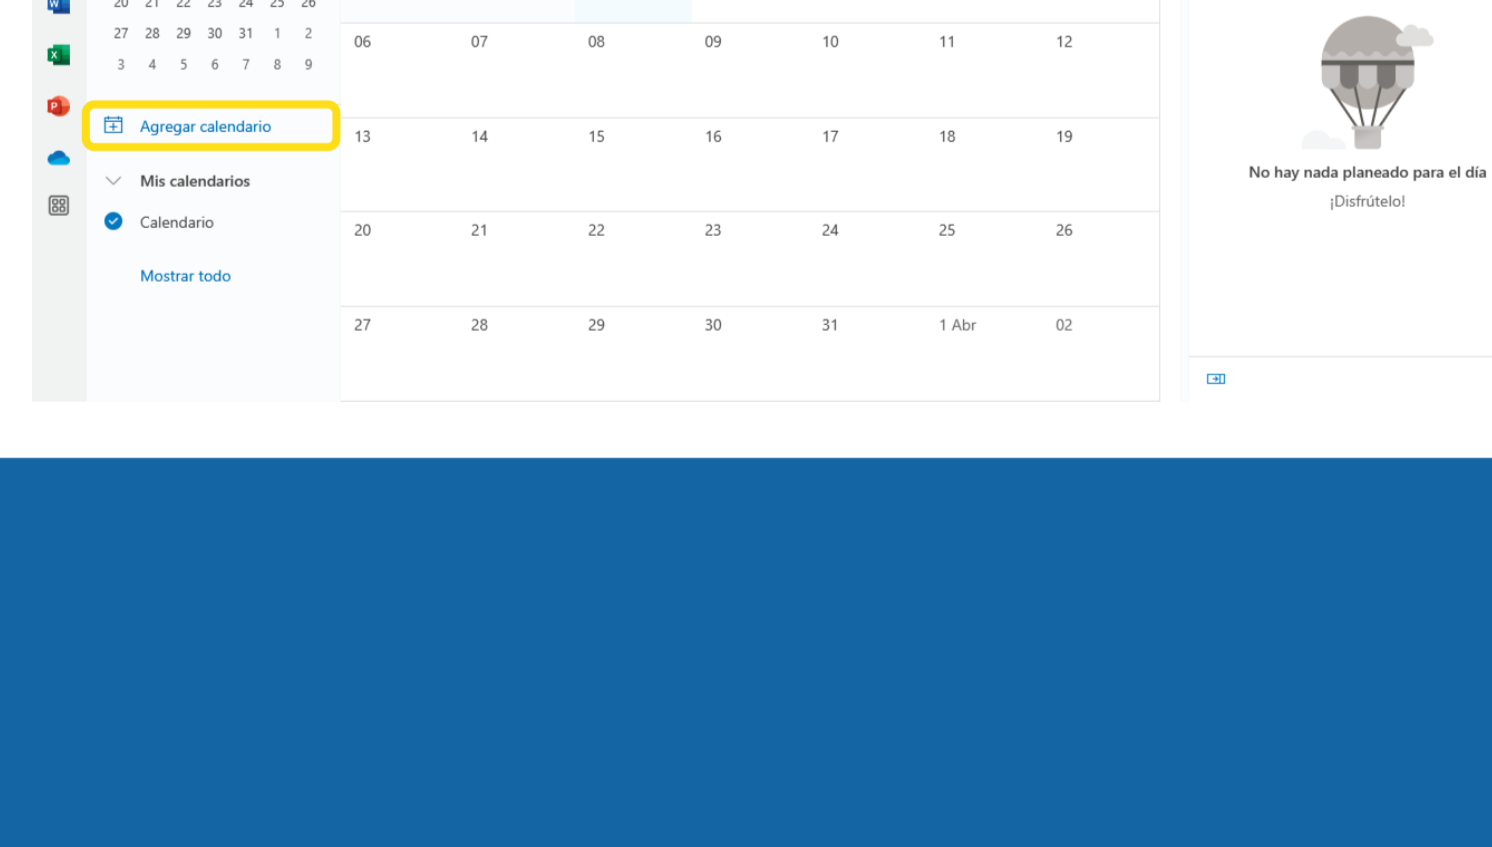 20 21 22 23 24 25 26
27 28 29 30 31 1 2
3 4 5 6 7 8 9
Agregar calendario
Mis calendarios
Calendario
Mostrar todo
06 07 08 09 10 11 12
13 14 15 16 17 18 19
20 21 22 23 24 25 26
27 28 29 30 31 1 Abr 02
No hay nada planeado para el día
¡Disfrútelo!